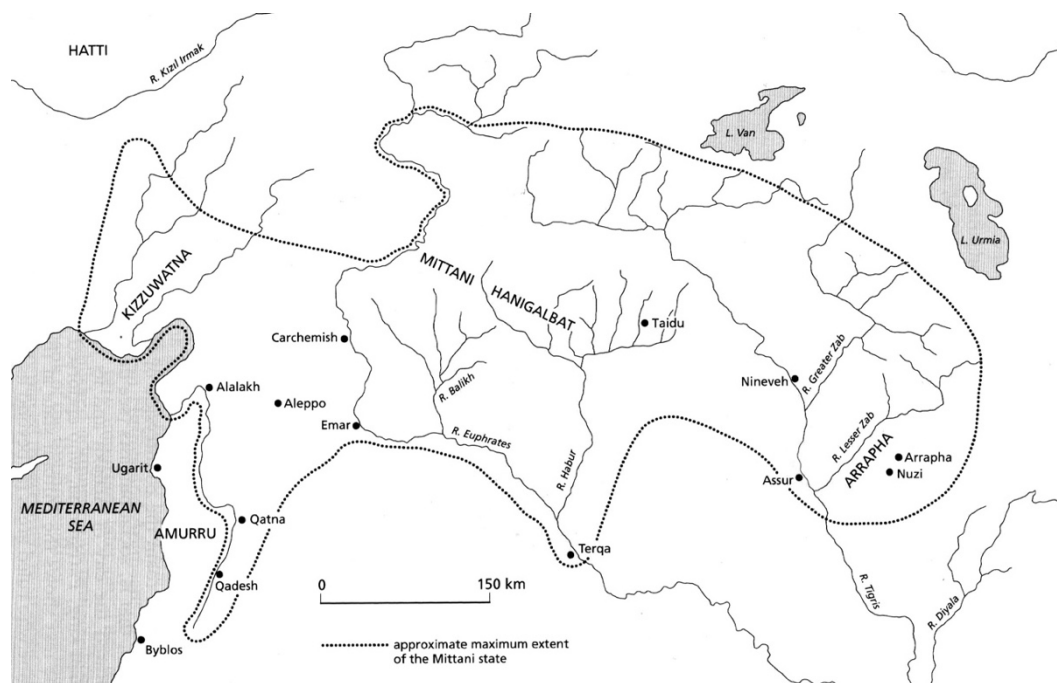 HATTI
R. Kızıl Irmak
L. Van
L. Urmia
KIZZUWATNA
MITTANI
HANIGALBAT
Taidu
Carchemish
Nineveh
R. Greater Zab
Alalakh
Aleppo
R. Balikh
Emar
R. Euphrates
R. Habur
R. Lesser Zab
ARRAPHA
Arrapha
Nuzi
Ugarit
Assur
MEDITERRANEAN
SEA
AMURRU
Qatna
Terqa
Qadesh
0 150 km
R. Tigris
R. Diyala
Byblos
approximate maximum extent
of the Mittani state